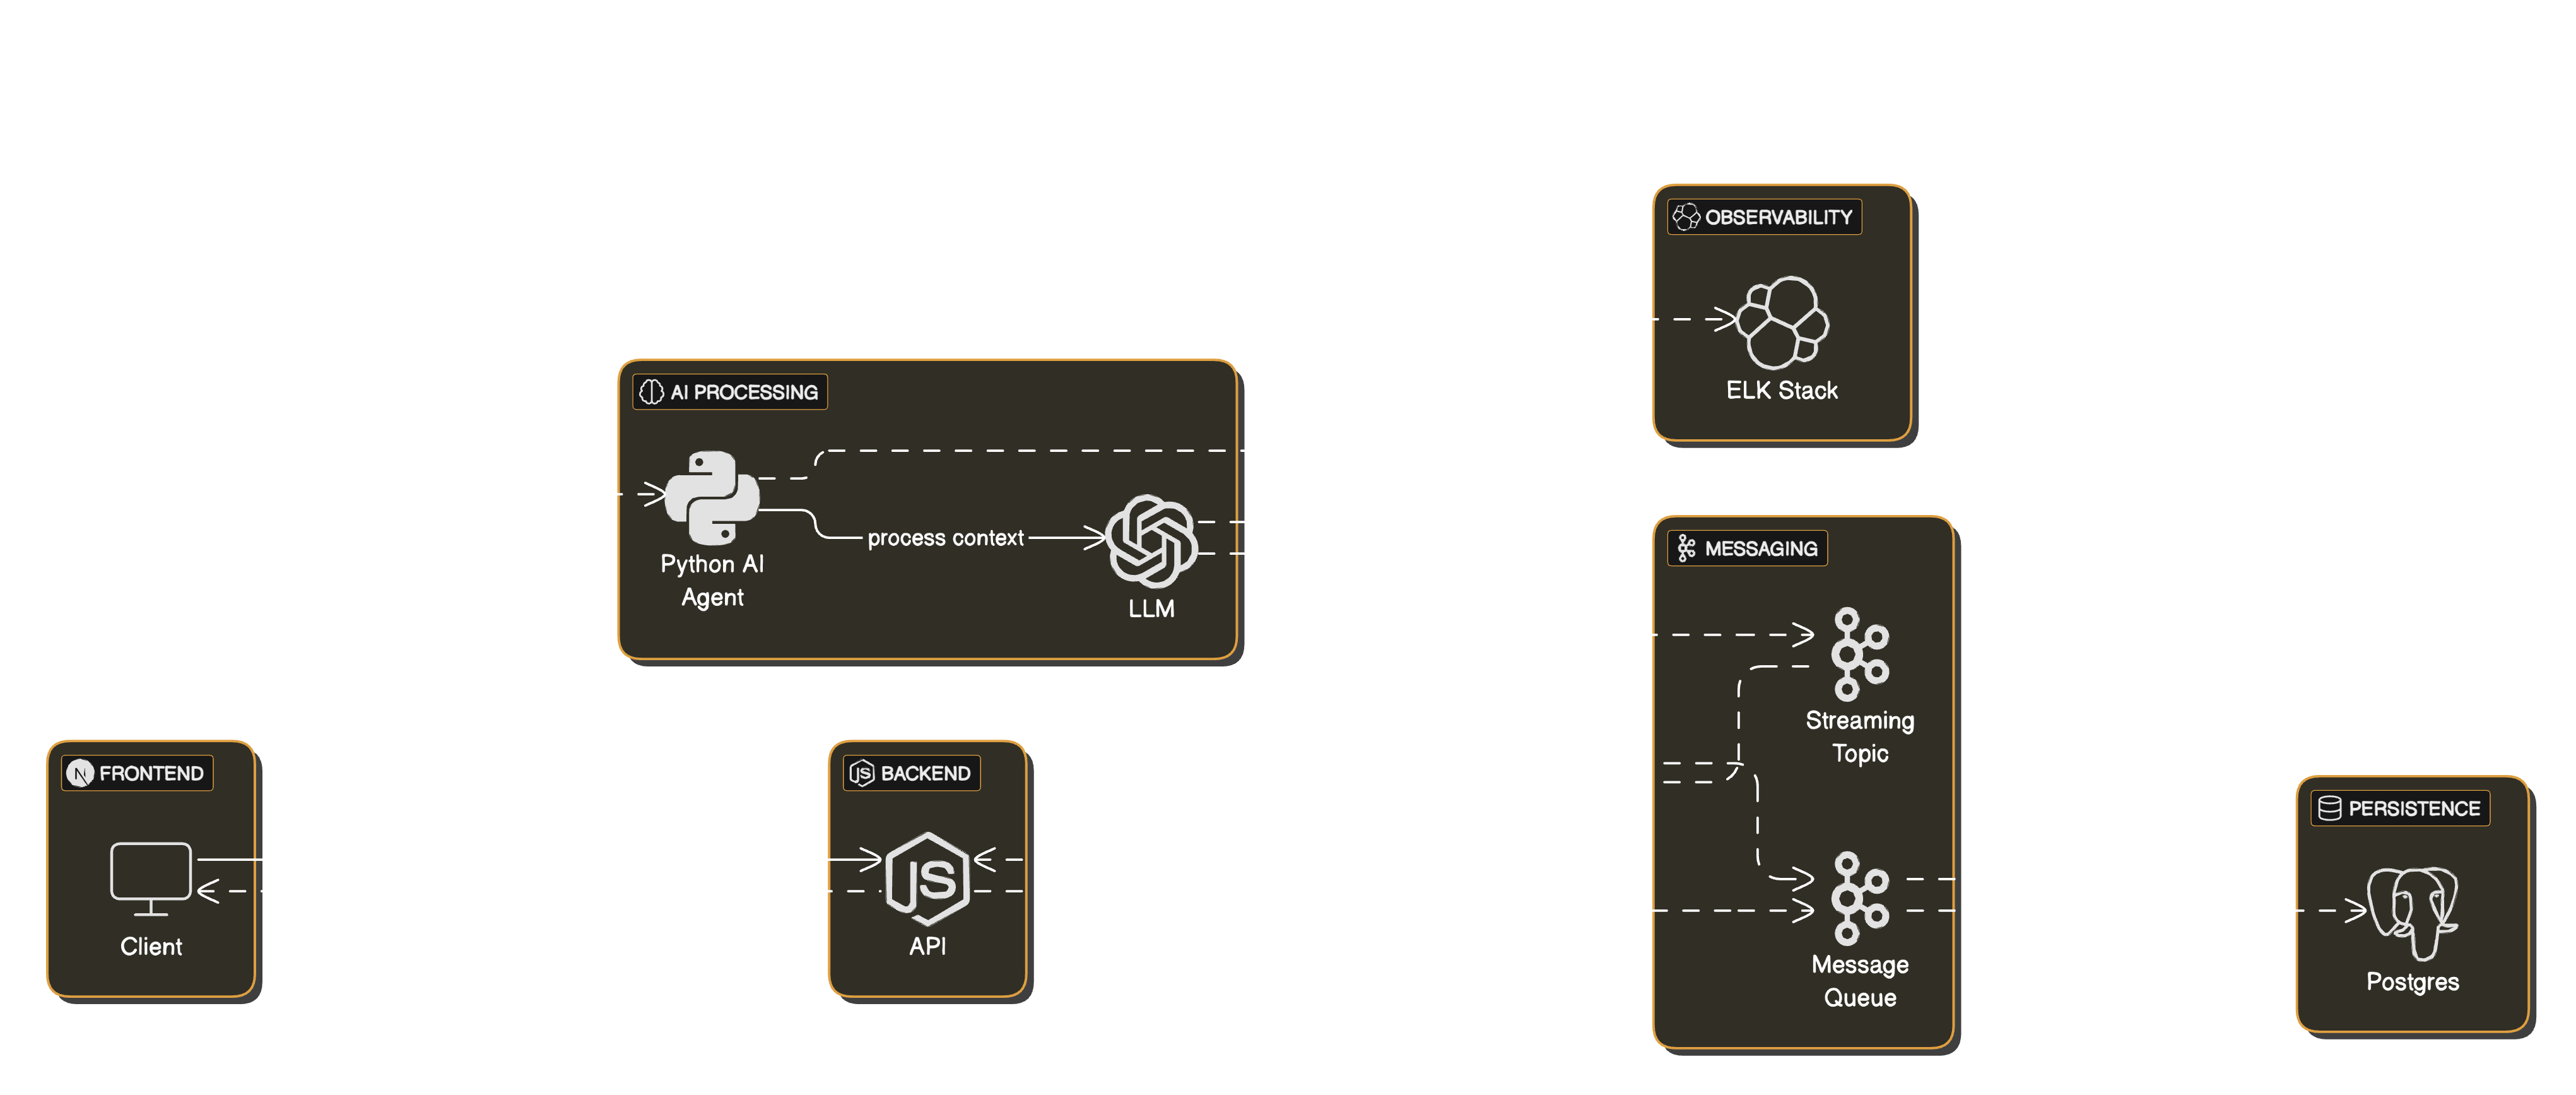 OBSERVABILITY
ELK Stack
AI PROCESSING
Python AI
Agent
process context
LLM
MESSAGING
Streaming
Topic
Message
Queue
FRONTEND
Client
BACKEND
JS
API
PERSISTENCE
Postgres